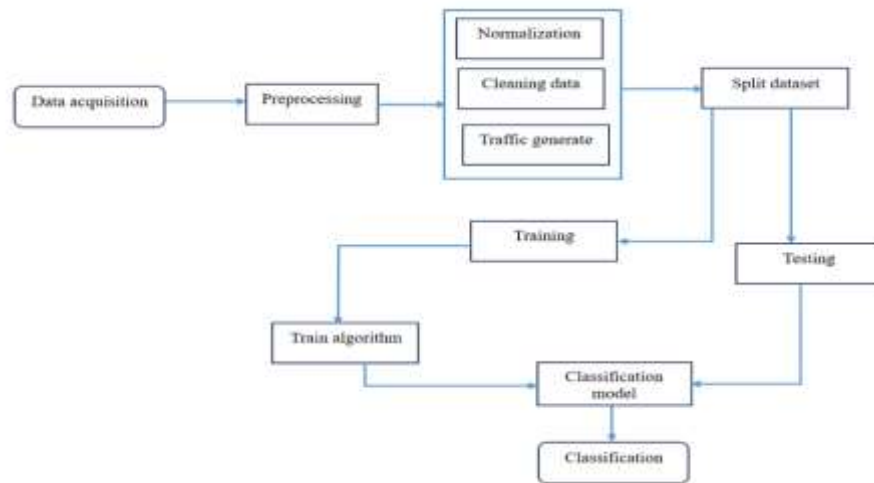 Normalization
Cleaning data
Traffic generate
Data acquisition
Preprocessing
Split dataset
Training
Testing
Train algorithm
Classification
model
Classification